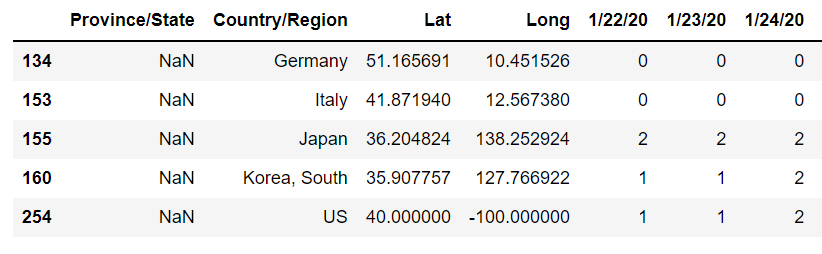 Province/State Country/Region Lat Long 1/22/20 1/23/20 1/24/20
134 NaN Germany 51.165691 10.451526 0 0 0
153 NaN Italy 41.871940 12.567380 0 0 0
155 NaN Japan 36.204824 138.252924 2 2 2
160 NaN Korea, South 35.907757 127.766922 1 1 2
254 NaN US 40.000000 -100.000000 1 1 2